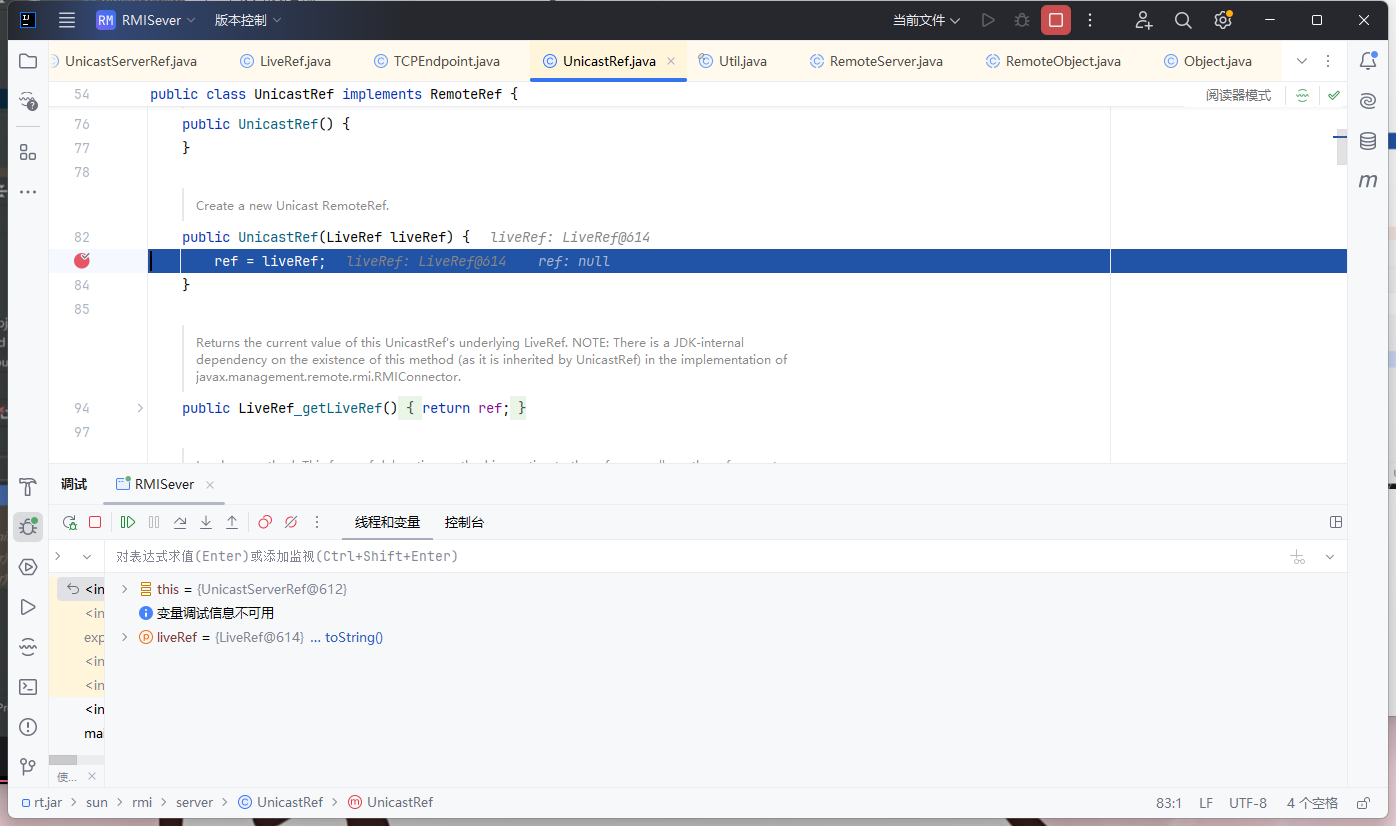 RM RMISever 版本控制 当前文件
UnicastServerRef.java LiveRef.java TCPEndpoint.java UnicastRef.java Util.java RemoteServer.java RemoteObject.java Object.java
54 public class UnicastRef implements RemoteRef { 阅读器模式
76 public UnicastRef() {
77 }
78
Create a new Unicast RemoteRef.
82 public UnicastRef(LiveRef liveRef) { liveRef: LiveRef@614
ref = liveRef; liveRef: LiveRef@614 ref: null
84 }
85
Returns the current value of this UnicastRef's underlying LiveRef. NOTE: There is a JDK-internal
dependency on the existence of this method (as it is inherited by UnicastRef) in the implementation of
javax.management.remote.rmi.RMIConnector.
94 public LiveRef getLiveRef() { return ref; }
97
调试 RMISever
线程和变量 控制台
对表达式求值(Enter)或添加监视(Ctrl+Shift+Enter)
<in this = {UnicastServerRef@612}
<in 变量调试信息不可用
exp liveRef = {LiveRef@614} ... toString()
<in
<in
<in
ma
使...
rt.jar > sun > rmi > server > UnicastRef > UnicastRef 83:1 LF UTF-8 4 个空格